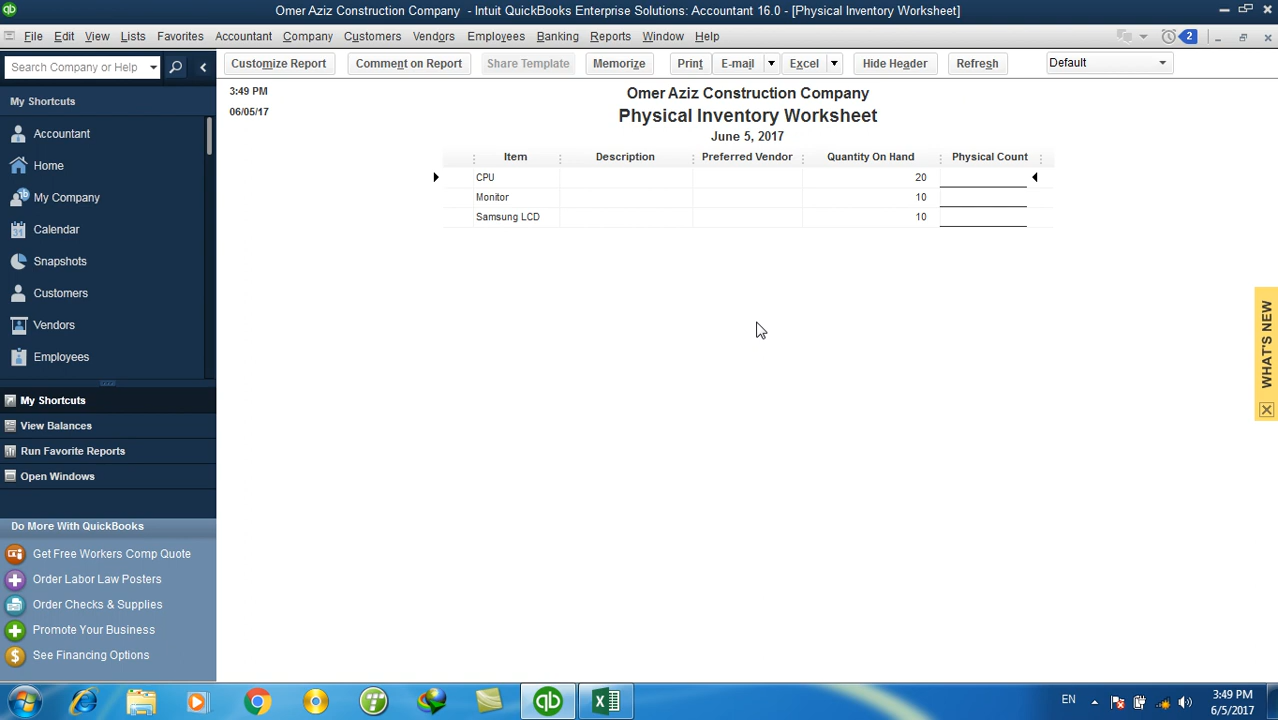 Omer Aziz Construction Company - Intuit QuickBooks Enterprise Solutions: Accountant 16.0 - [Physical Inventory Worksheet]
File Edit View Lists Favorites Accountant Company Customers Vendors Employees Banking Reports Window Help 2
Search Company or Help
Customize Report Comment on Report Share Template Memorize Print E-mail Excel Hide Header Refresh Default
My Shortcuts
Accountant
Home
My Company
Calendar
Snapshots
Customers
Vendors
Employees
My Shortcuts
View Balances
Run Favorite Reports
Open Windows
Do More With QuickBooks
Get Free Workers Comp Quote
Order Labor Law Posters
Order Checks & Supplies
Promote Your Business
See Financing Options
3:49 PM
06/05/17
Omer Aziz Construction Company
Physical Inventory Worksheet
June 5, 2017
Item Description Preferred Vendor Quantity On Hand Physical Count
CPU 20
Monitor 10
Samsung LCD 10
WHAT'S NEW
EN
3:49 PM
6/5/2017